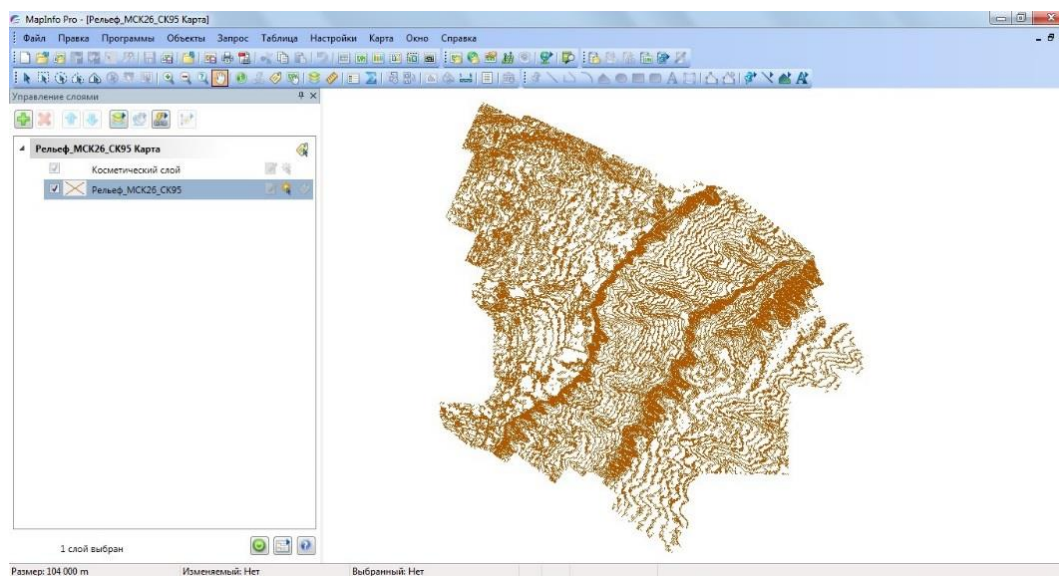 MapInfo Pro - [Рельеф_МСК26_СК95 Карта]
Файл Правка Программы Объекты Запрос Таблица Настройки Карта Окно Справка
Управление слоями
Рельеф_МСК26_СК95 Карта
Косметический слой
Рельеф_МСК26_СК95
1 слой выбран
Размер: 104 000 m Изменяемый: Нет Выбранный: Нет